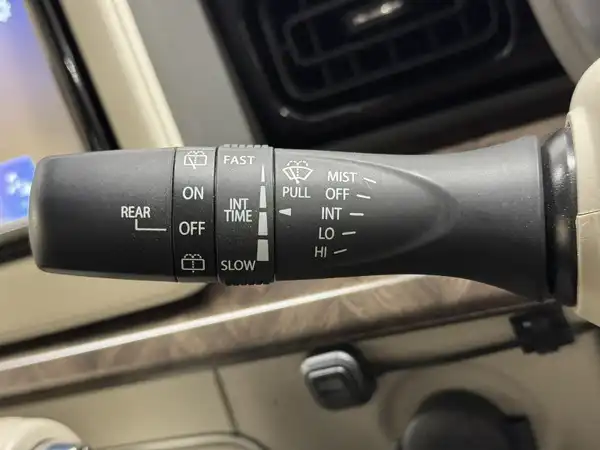 REAR
ON
OFF
FAST
INT
TIME
SLOW
PULL
MIST
OFF
INT
LO
HI